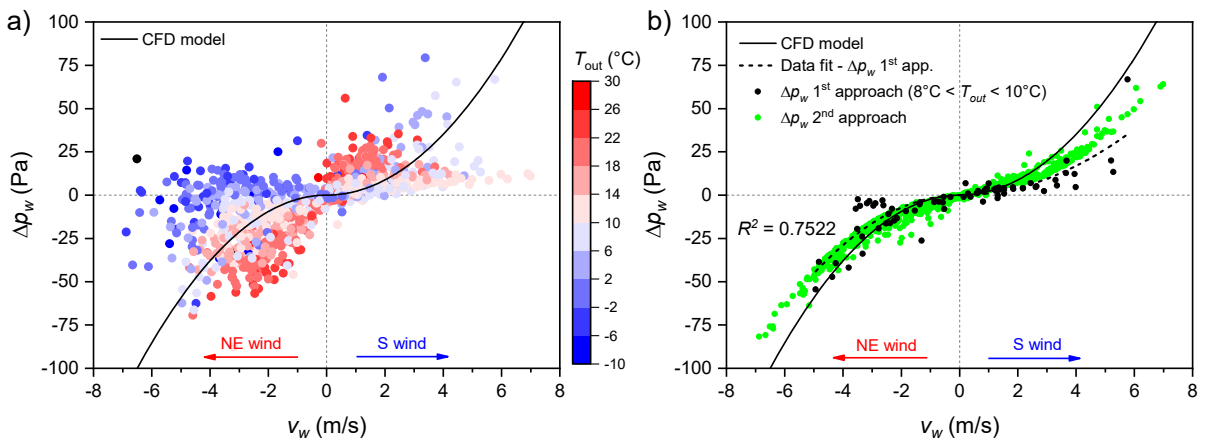 a)
CFD model
100
75
50
25
0
-25
-50
-75
-100
Δp_w (Pa)
-8 -6 -4 -2 0 2 4 6 8
v_w (m/s)
NE wind
S wind
T_out (°C)
30
26
22
18
14
10
6
2
-2
-6
-10
b)
CFD model
Data fit - Δp_w 1st app.
Δp_w 1st approach (8°C < T_out < 10°C)
Δp_w 2nd approach
100
75
50
25
0
-25
-50
-75
-100
Δp_w (Pa)
R² = 0.7522
NE wind
S wind
-8 -6 -4 -2 0 2 4 6 8
v_w (m/s)